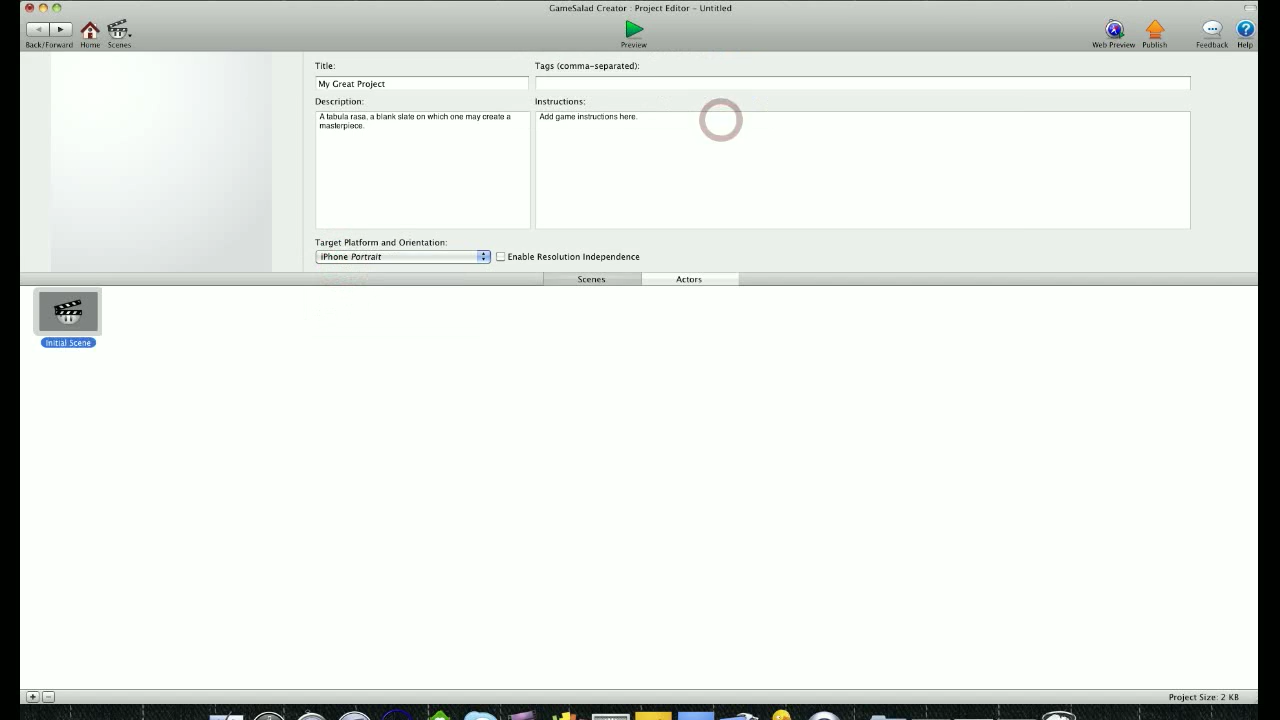 GameSalad Creator : Project Editor - Untitled
Back/Forward Home Scenes Preview Web Preview Publish Feedback Help
Title: Tags (comma-separated):
My Great Project
Description: Instructions:
A tabula rasa, a blank slate on which one may create a
masterpiece.
Add game instructions here.
Target Platform and Orientation:
iPhone Portrait Enable Resolution Independence
Scenes Actors
Initial Scene
Project Size: 2 KB